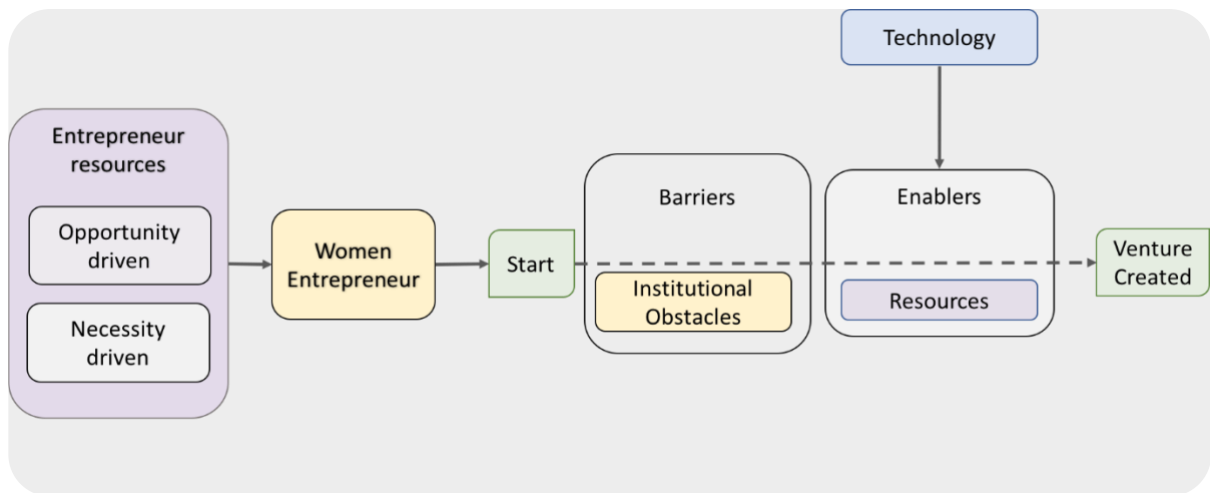 Technology
Entrepreneur
resources
Opportunity
driven
Necessity
driven
Women
Entrepreneur
Start
Barriers
Institutional
Obstacles
Enablers
Resources
Venture
Created